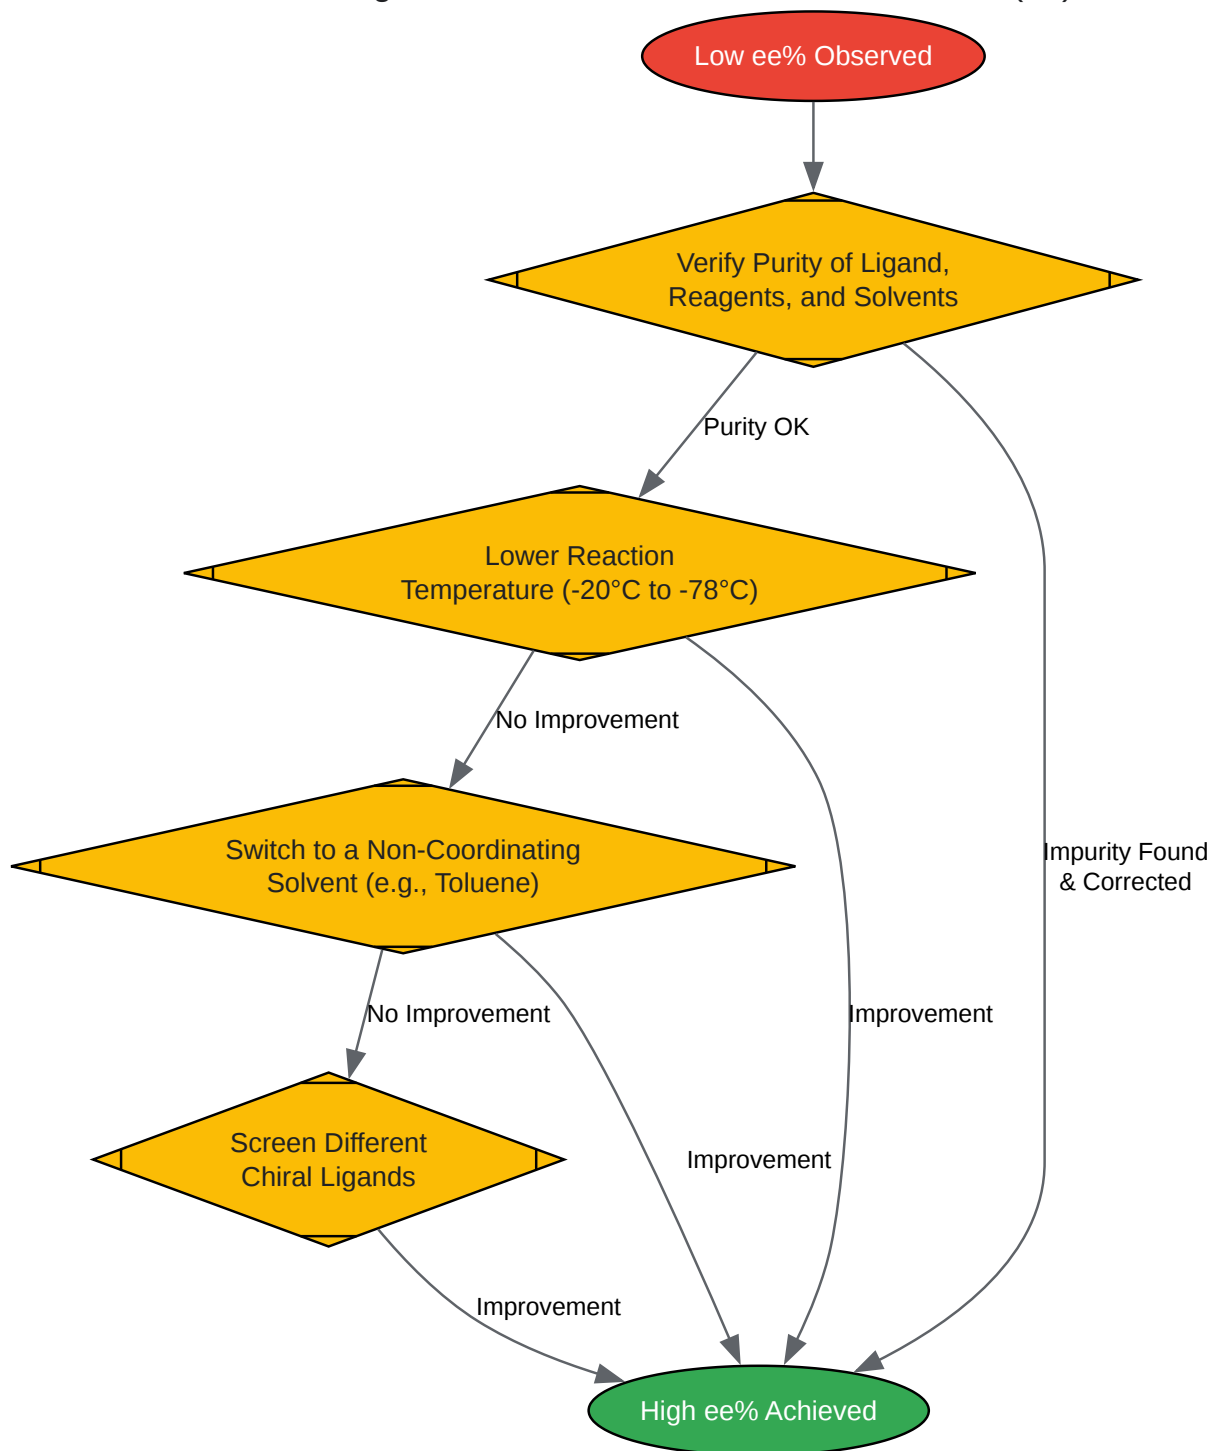 Low ee% Observed
Verify Purity of Ligand,
Reagents, and Solvents
Purity OK
Lower Reaction
Temperature (-20°C to -78°C)
No Improvement
Switch to a Non-Coordinating
Solvent (e.g., Toluene)
Impurity Found
& Corrected
No Improvement
Improvement
Screen Different
Chiral Ligands
Improvement
Improvement
High ee% Achieved